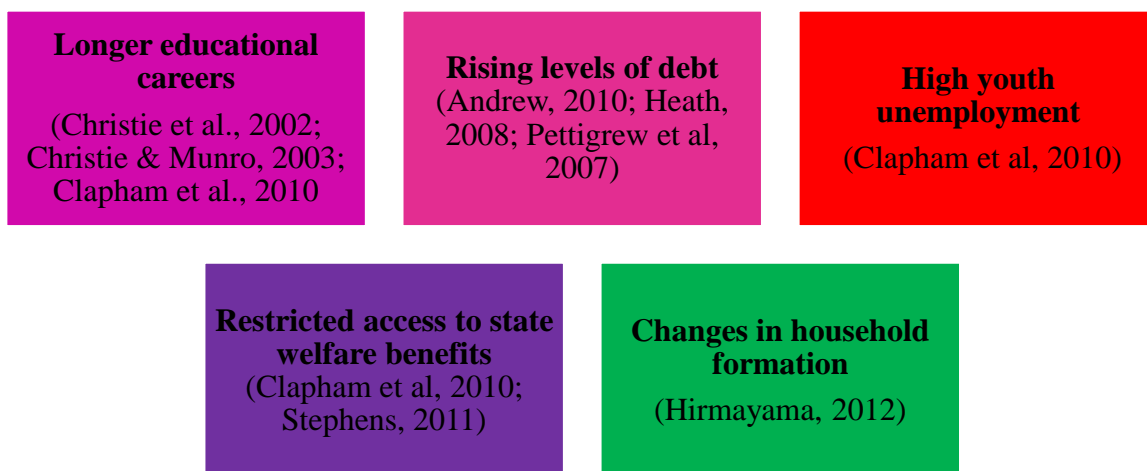 Longer educational
careers
(Christie et al., 2002;
Christie & Munro, 2003;
Clapham et al., 2010
Rising levels of debt
(Andrew, 2010; Heath,
2008; Pettigrew et al,
2007)
High youth
unemployment
(Clapham et al, 2010)
Restricted access to state
welfare benefits
(Clapham et al, 2010;
Stephens, 2011)
Changes in household
formation
(Hirmayama, 2012)